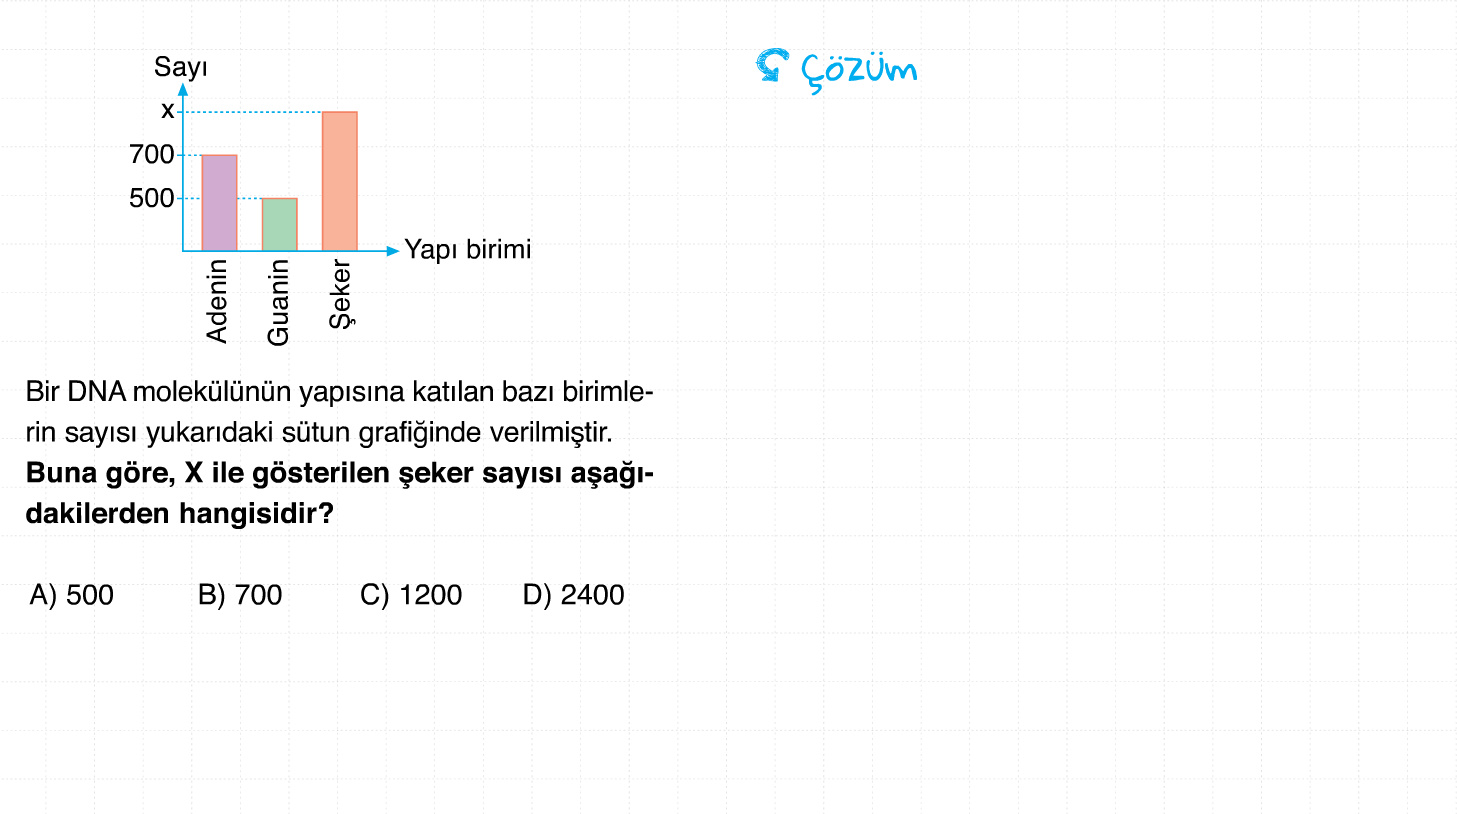 Sayı
x
700
500
Yapı birimi
Adenin
Guanin
Şeker
Bir DNA molekülünün yapısına katılan bazı birimle-
rin sayısı yukarıdaki sütun grafiğinde verilmiştir.
Buna göre, X ile gösterilen şeker sayısı aşağı-
dakilerden hangisidir?
A) 500 B) 700 C) 1200 D) 2400
Çözüm